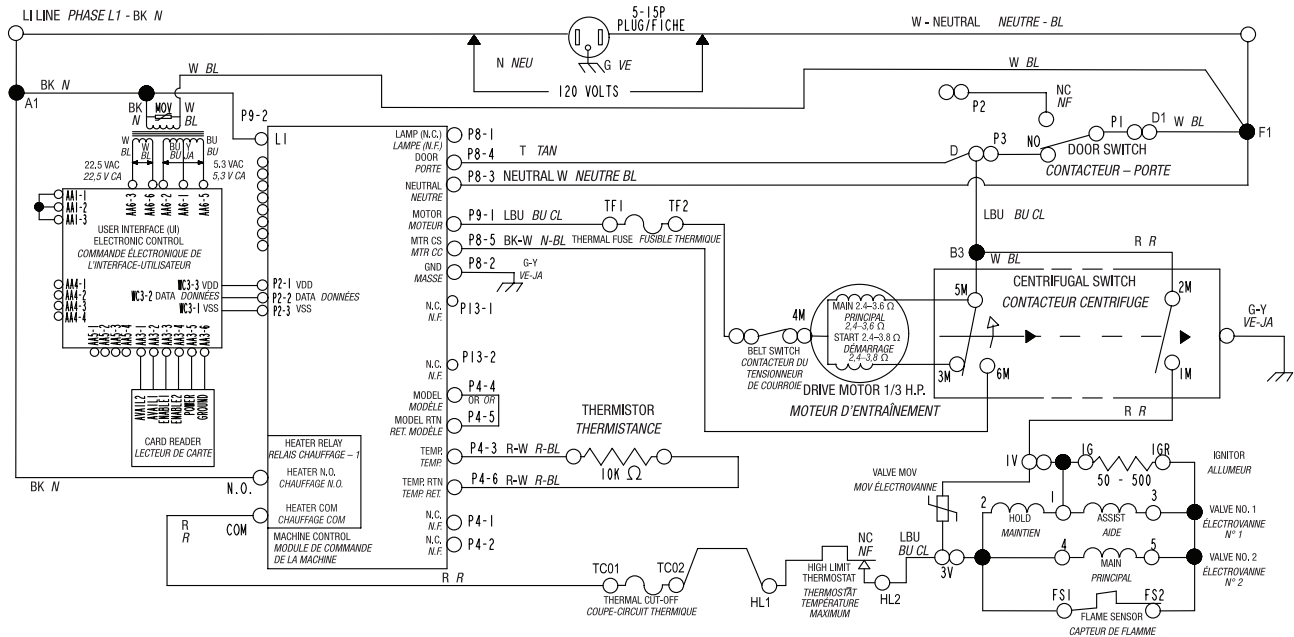 LI LINE PHASE L1 - BK N
5-15P
PLUG/FICHE
W - NEUTRAL NEUTRE - BL
N NEU
G VE
120 VOLTS
W BL
W BL
BK N
A1
BK
N
MOV
W
BL
P9-2
LI
W
BL
W
BL
BU
BU
Y
JA
BU
BU
22.5 VAC
22,5 V CA
5.3 VAC
5,3 V CA
AA6-3
AA6-6
AA6-2
AA6-1
AA6-5
AA1-1
AA1-2
AA1-3
USER INTERFACE (UI)
ELECTRONIC CONTROL
COMMANDE ÉLECTRONIQUE DE
L'INTERFACE-UTILISATEUR
AA4-1
AA4-2
AA4-3
AA4-4
WC3-3 VDD
WC3-2 DATA DONNÉES
WC3-1 VSS
P2-1 VDD
P2-2 DATA DONNÉES
P2-3 VSS
AA5-1
AA5-2
AA5-3
AA3-1
AA3-2
AA3-3
AA3-4
AA3-5
AA3-6
AVAIL2
AVAIL1
ENABLE1
ENABLE2
POWER
GROUND
CARD READER
LECTEUR DE CARTE
BK N
N.O.
COM
R
R
R R
LAMP (N.C.)
LAMPE (N.F.)
P8-1
DOOR
PORTE
P8-4
T TAN
NEUTRAL
NEUTRE
P8-3 NEUTRAL W NEUTRE BL
MOTOR
MOTEUR
P9-1 LBU BU CL
MTR CS
MTR CC
P8-5 BK-W N-BL
GND
MASSE
P8-2
G-Y
VE-JA
N.C.
N.F.
P13-1
N.C.
N.F.
P13-2
MODEL
MODÈLE
P4-4
OR OR
MODEL RTN
RET. MODÈLE
P4-5
TEMP.
TEMP.
P4-3 R-W R-BL
TEMP. RTN
TEMP. RET.
P4-6 R-W R-BL
N.C.
N.F.
P4-1
N.C.
N.F.
P4-2
HEATER RELAY
RELAIS CHAUFFAGE – 1
HEATER N.O.
CHAUFFAGE N.O.
HEATER COM
CHAUFFAGE COM
MACHINE CONTROL
MODULE DE COMMANDE
DE LA MACHINE
TF1
TF2
THERMAL FUSE FUSIBLE THERMIQUE
THERMISTOR
THERMISTANCE
10K Ω
NC
NF
P2
P1
D1
W BL
F1
D
P3
NO
DOOR SWITCH
CONTACTEUR – PORTE
LBU BU CL
B3
W BL
R R
CENTRIFUGAL SWITCH
CONTACTEUR CENTRIFUGE
5M
2M
3M
6M
1M
G-Y
VE-JA
4M
MAIN 2.4–3.6 Ω
PRINCIPAL
2,4–3,6 Ω
START 2.4–3.8 Ω
DÉMARRAGE
2,4–3,8 Ω
BELT SWITCH
CONTACTEUR DU
TENSIONNEUR
DE COURROIE
DRIVE MOTOR 1/3 H.P.
MOTEUR D'ENTRAÎNEMENT
R R
1V
IG
IGR
50 - 500
IGNITOR
ALLUMEUR
VALVE MOV
MOV ÉLECTROVANNE
2
HOLD
MAINTIEN
1
ASSIST
AIDE
3
VALVE NO. 1
ÉLECTROVANNE
N° 1
4
MAIN
PRINCIPAL
5
VALVE NO. 2
ÉLECTROVANNE
N° 2
3V
FS1
FS2
FLAME SENSOR
CAPTEUR DE FLAMME
TC01
TC02
THERMAL CUT-OFF
COUPE-CIRCUIT THERMIQUE
HL1
HIGH LIMIT
THERMOSTAT
THERMOSTAT
TEMPÉRATURE
MAXIMUM
NC
NF
HL2
LBU
BU CL